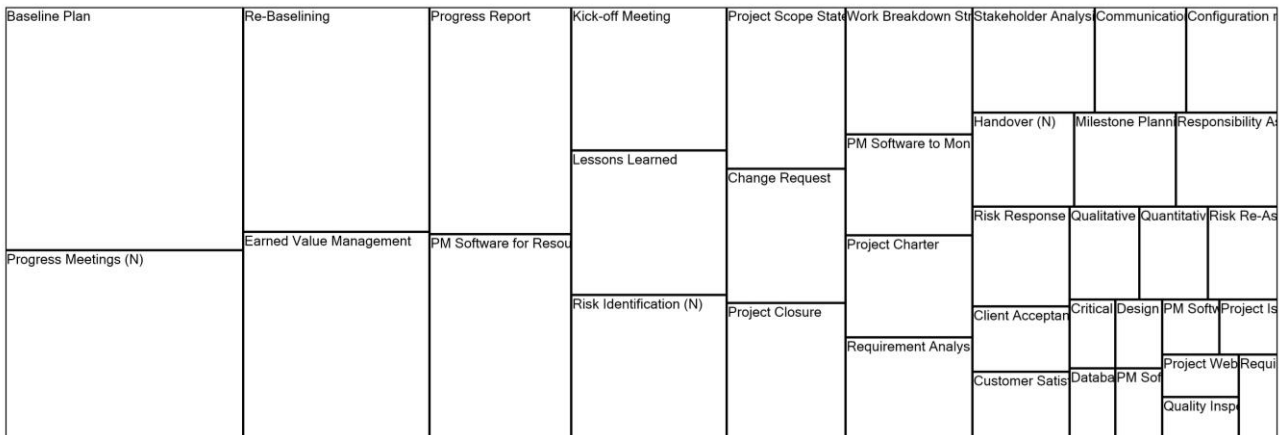 Baseline Plan
Progress Meetings (N)
Re-Baselining
Earned Value Management
Progress Report
PM Software for Resou
Kick-off Meeting
Lessons Learned
Risk Identification (N)
Project Scope State
Change Request
Project Closure
Work Breakdown Str
PM Software to Mon
Project Charter
Requirement Analys
Stakeholder Analysi
Communicatio
Configuration r
Handover (N)
Milestone Planni
Responsibility As
Risk Response
Qualitative
Quantitativ
Risk Re-As
Client Acceptan
Customer Satis
Critical
Design
PM Softw
Project Is
Databa
PM Sof
Project Web
Requi
Quality Inspe